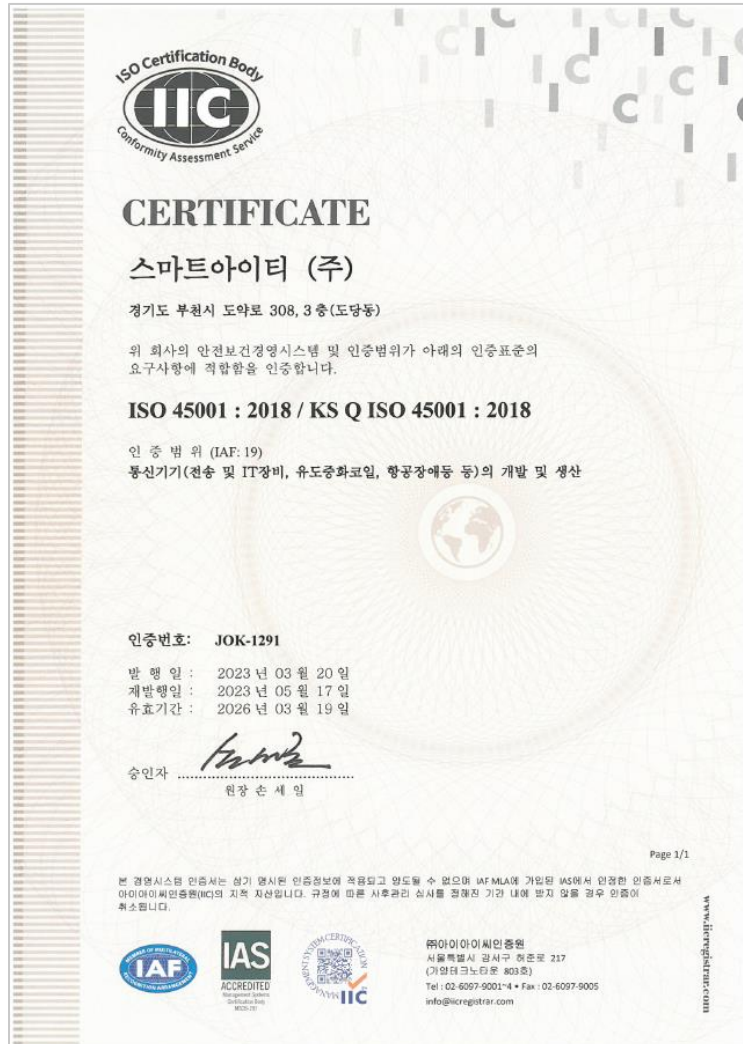 ISO Certification Body
IIC
Conformity Assessment Service
CERTIFICATE
스마트아이티 (주)
경기도 부천시 도약로 308, 3층(도당동)
위 회사의 안전보건경영시스템 및 인증범위가 아래의 인증표준의
요구사항에 적합함을 인증합니다.
ISO 45001 : 2018 / KS Q ISO 45001 : 2018
인 증 범 위 (IAF: 19)
통신기기(전송 및 IT장비, 유도중화코일, 항공장애등 등)의 개발 및 생산
인증번호: JOK-1291
발 행 일 : 2023 년 03 월 20 일
재발행일 : 2023 년 05 월 17 일
유효기간 : 2026 년 03 월 19 일
승인자
원장 손 세 일
Page 1/1
본 경영시스템 인증서는 상기 명시된 인증정보에 적용되고 양도될 수 없으며 IAF MLA에 가입된 IAS에서 인정한 인증서로서
아이아이씨인증원(IIC)의 지적 자산입니다. 규정에 따른 사후관리 심사를 정해진 기간 내에 받지 않을 경우 인증이
취소됩니다.
www.iicregistrar.com
MEMBER OF MULTILATERAL
IAF
RECOGNITION ARRANGEMENT
IAS
ACCREDITED
Management Systems
Certification Body
MANAGEMENT SYSTEM CERTIFICATION
IIC
㈜아이아이씨인증원
서울특별시 강서구 허준로 217
(가양테크노타운 803호)
Tel : 02-6097-9001~4 • Fax : 02-6097-9005
info@iicregistrar.com